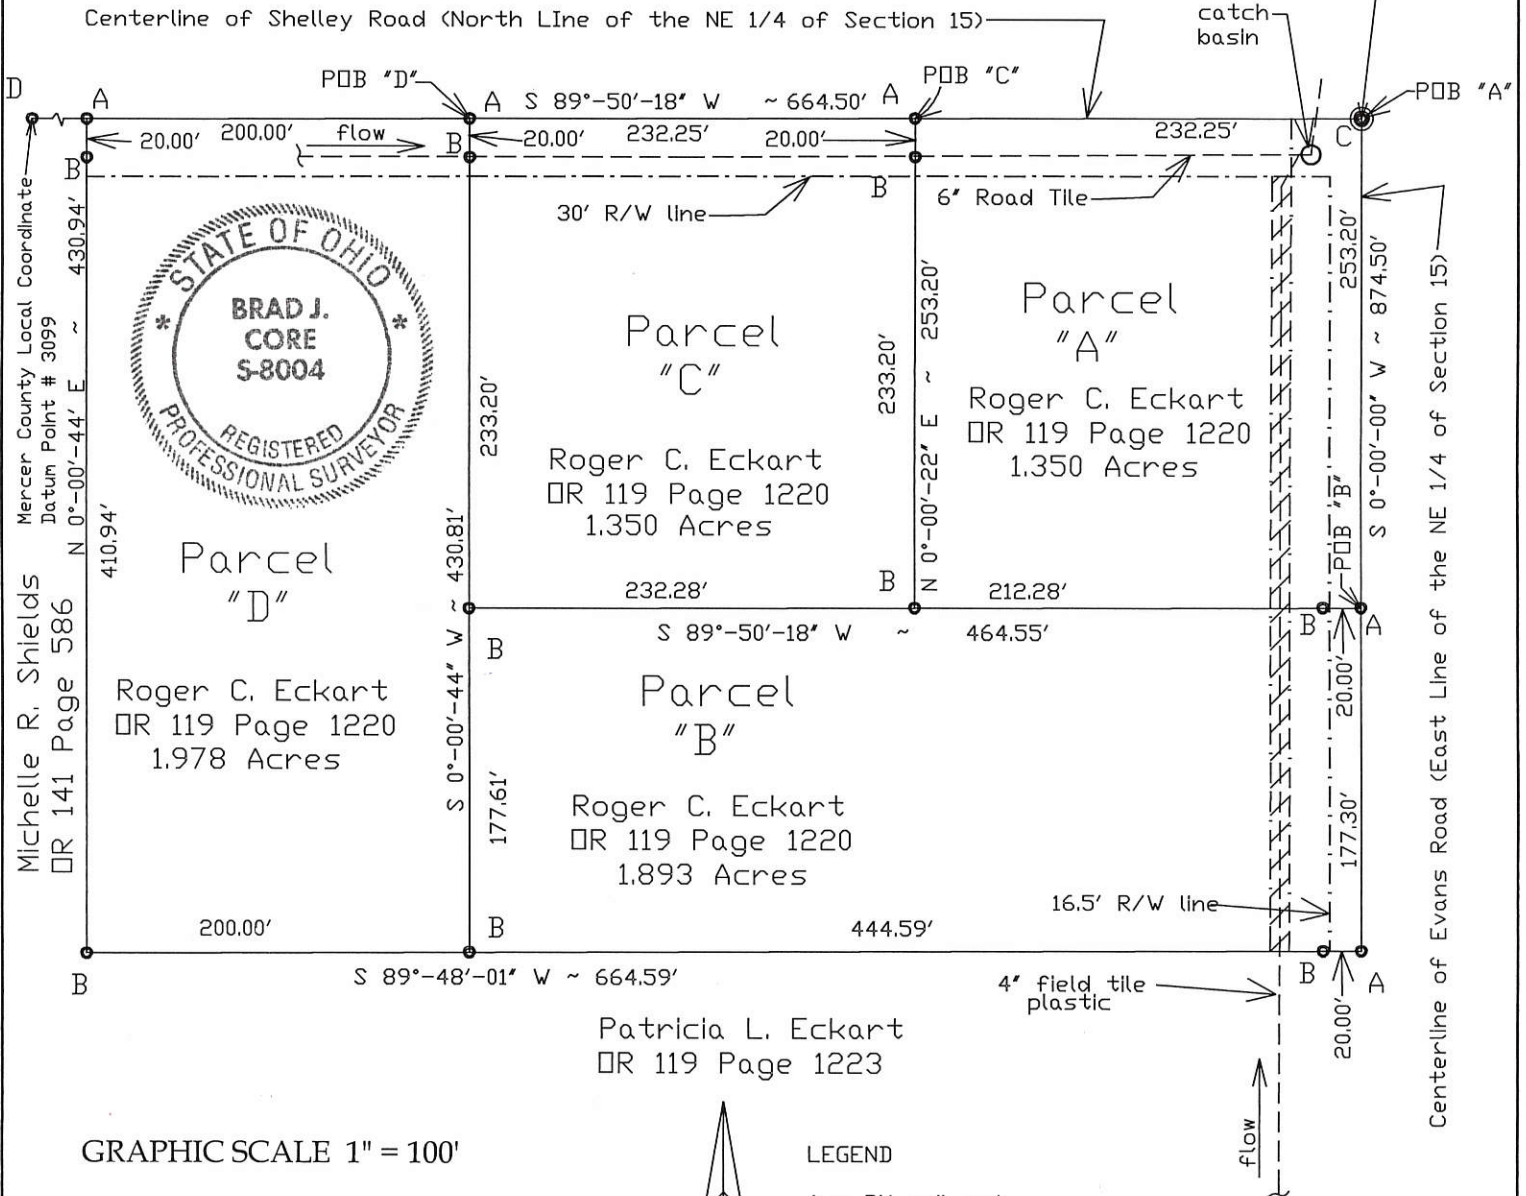 Centerline of Shelley Road (North Line of the NE 1/4 of Section 15)
catch
basin
POB "D"
POB "C"
POB "A"
D
A
A
S 89°-50'-18" W ~ 664.50'
A
C
20.00'
200.00'
flow
B
20.00'
232.25'
20.00'
232.25'
B
B
30' R/W line
6" Road Tile
Mercer County Local Coordinate
Datum Point # 3099
N 0°-00'-44' E ~ 430.94'
410.94'
STATE OF OHIO
* BRAD J. *
CORE
S-8004
REGISTERED
PROFESSIONAL SURVEYOR
Parcel
"C"
Roger C. Eckart
OR 119 Page 1220
1.350 Acres
233.20'
233.20'
N 0°-00'-22" E ~ 253.20'
Parcel
"A"
Roger C. Eckart
OR 119 Page 1220
1.350 Acres
253.20'
S 0°-00'-00" W ~ 874.50'
Centerline of Evans Road (East Line of the NE 1/4 of Section 15)
POB "B"
Parcel
"D"
Roger C. Eckart
OR 119 Page 1220
1.978 Acres
Michelle R. Shields
OR 141 Page 586
S 0°-00'-44" W ~ 430.81'
232.28'
B
212.28'
B
S 89°-50'-18" W ~ 464.55'
B
A
Parcel
"B"
Roger C. Eckart
OR 119 Page 1220
1.893 Acres
177.61'
20.00'
177.30'
16.5' R/W line
200.00'
B
444.59'
B
S 89°-48'-01" W ~ 664.59'
B
A
20.00'
4" field tile
plastic
Patricia L. Eckart
OR 119 Page 1223
flow
GRAPHIC SCALE 1" = 100'
LEGEND